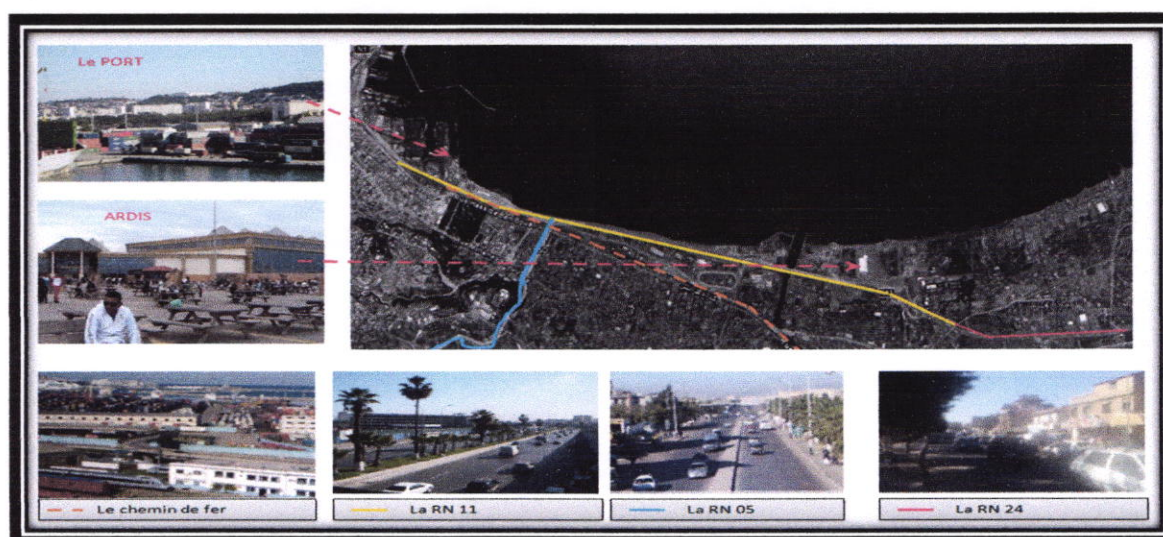 Le PORT
ARDIS
Le chemin de fer
La RN 11
La RN 05
La RN 24